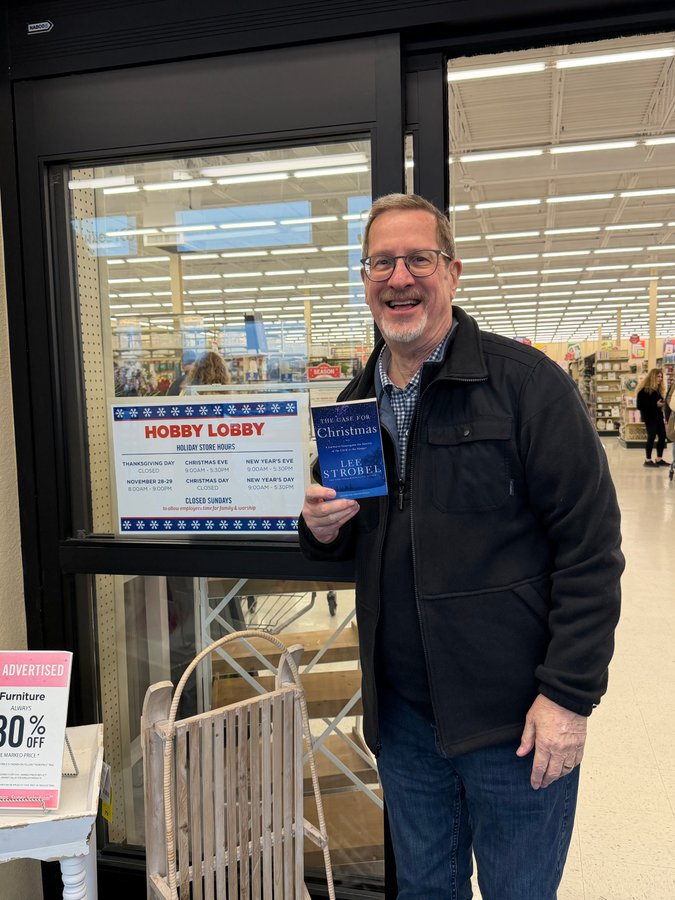 NABCO
HOBBY LOBBY
HOLIDAY STORE HOURS
THANKSGIVING DAY
CLOSED
CHRISTMAS EVE
9:00AM - 5:30PM
NEW YEAR'S EVE
9:00AM - 5:30PM
NOVEMBER 28-29
8:00AM - 9:00PM
CHRISTMAS DAY
CLOSED
NEW YEAR'S DAY
9:00AM - 5:30PM
CLOSED SUNDAYS
to allow employees time for family & worship
THE CASE FOR
Christmas
LEE
STROBEL
SEASON
ADVERTISED
Furniture
ALWAYS
30% OFF
MARKED PRICE *